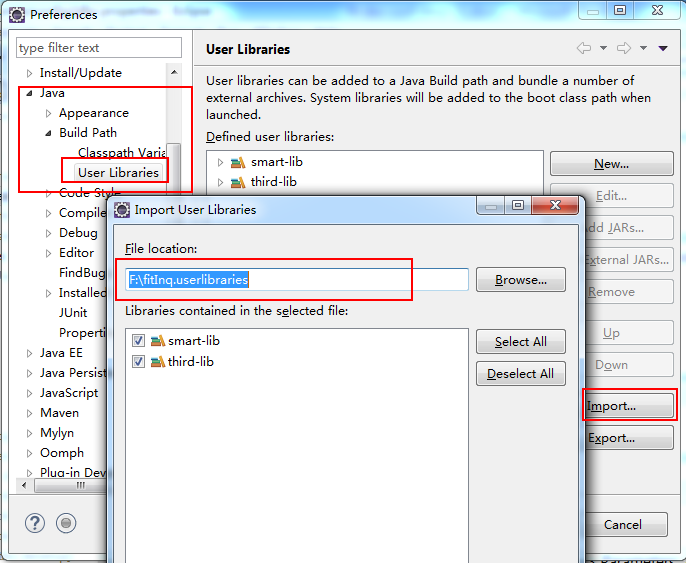 Preferences
type filter text
Install/Update
Java
Appearance
Build Path
Classpath Varia
User Libraries
Code Style
Compile
Debug
Editor
FindBug
Installed
JUnit
Propert
Java EE
Java Persist
JavaScript
Maven
Mylyn
Oomph
Plug-in Dev
User Libraries
User libraries can be added to a Java Build path and bundle a number of
external archives. System libraries will be added to the boot class path when
launched.
Defined user libraries:
smart-lib
third-lib
New...
Edit...
Add JARs...
External JARs...
Remove
Up
Down
Import...
Export...
Cancel
Import User Libraries
File location:
F:\fitInq.userlibraries
Browse...
Libraries contained in the selected file:
smart-lib
third-lib
Select All
Deselect All